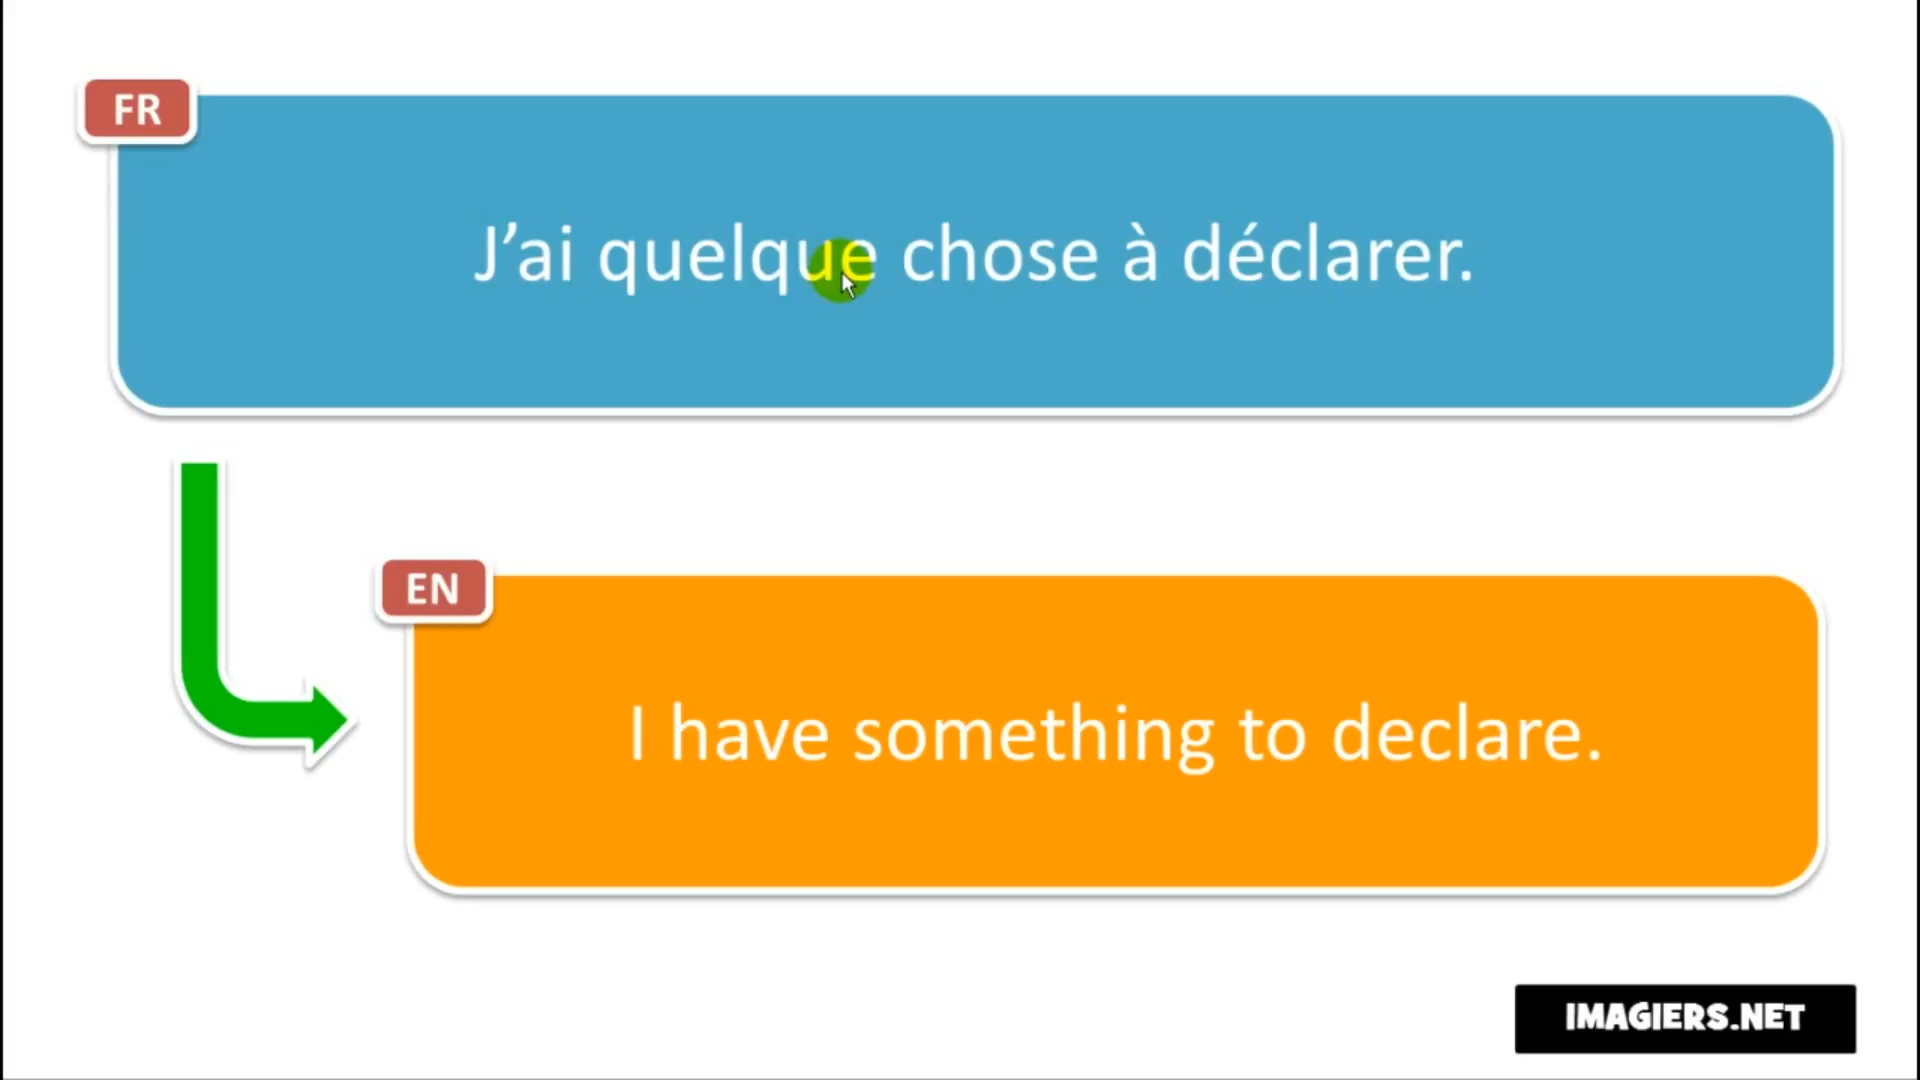 FR
J’ai quelque chose à déclarer.
EN
I have something to declare.
IMAGIERS.NET